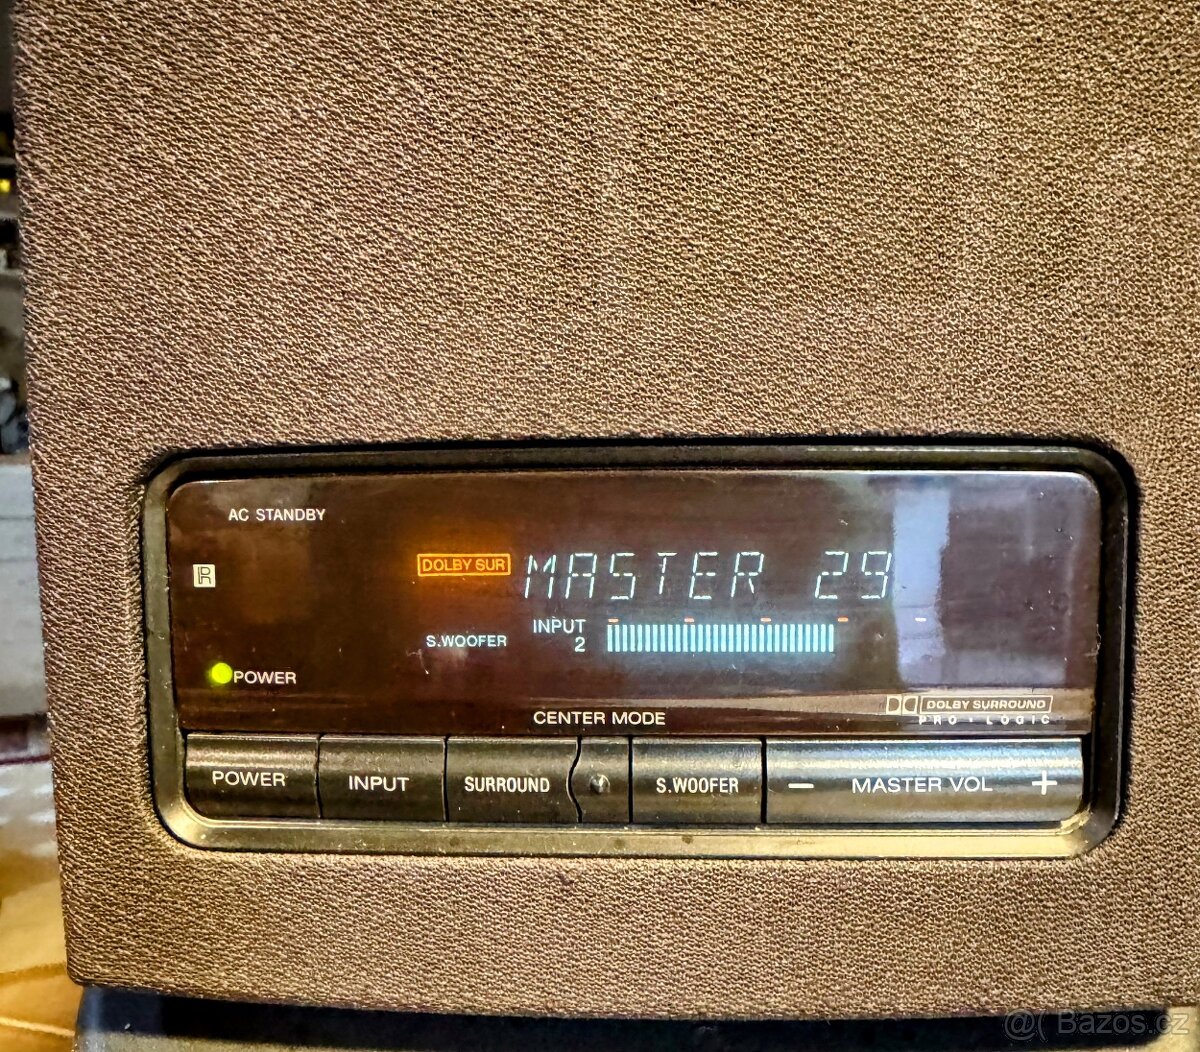 AC STANDBY
DOLBY SUR MASTER 29
S.WOOFER INPUT 2
POWER
DOLBY SURROUND
PRO · LOGIC
CENTER MODE
POWER INPUT SURROUND S.WOOFER − MASTER VOL +
@( Bazos.cz